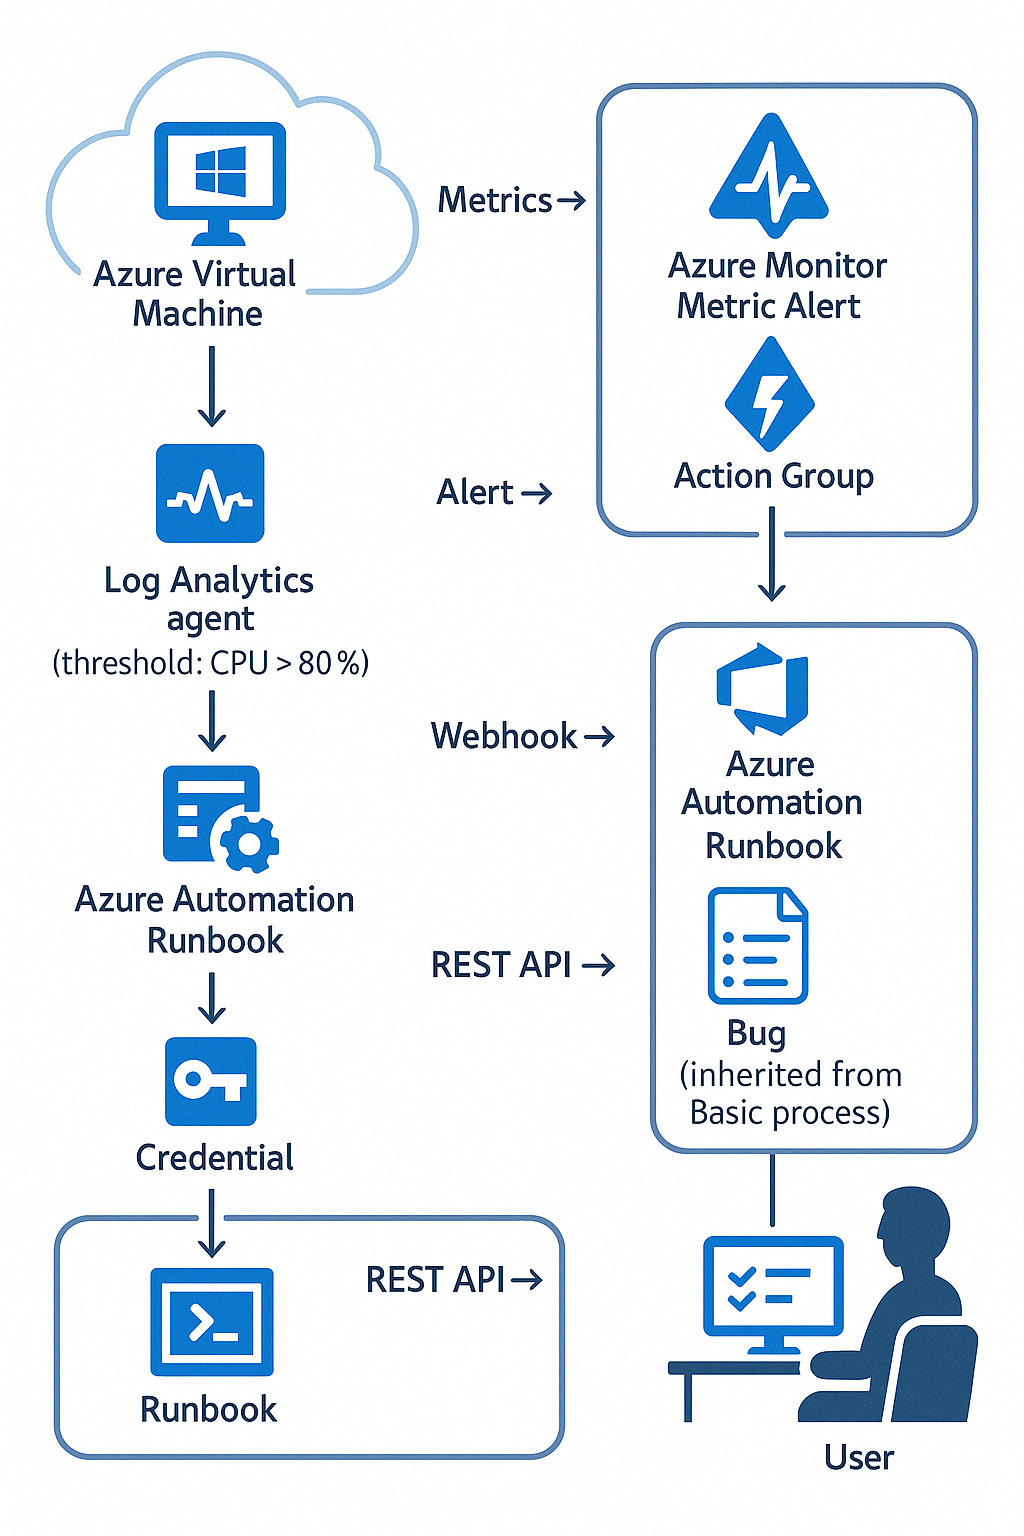 Azure Virtual
Machine
Metrics →
Azure Monitor
Metric Alert
Action Group
Alert →
Log Analytics
agent
(threshold: CPU > 80 %)
Webhook →
Azure
Automation
Runbook
Azure Automation
Runbook
REST API →
Bug
(inherited from
Basic process)
Credential
REST API →
Runbook
User